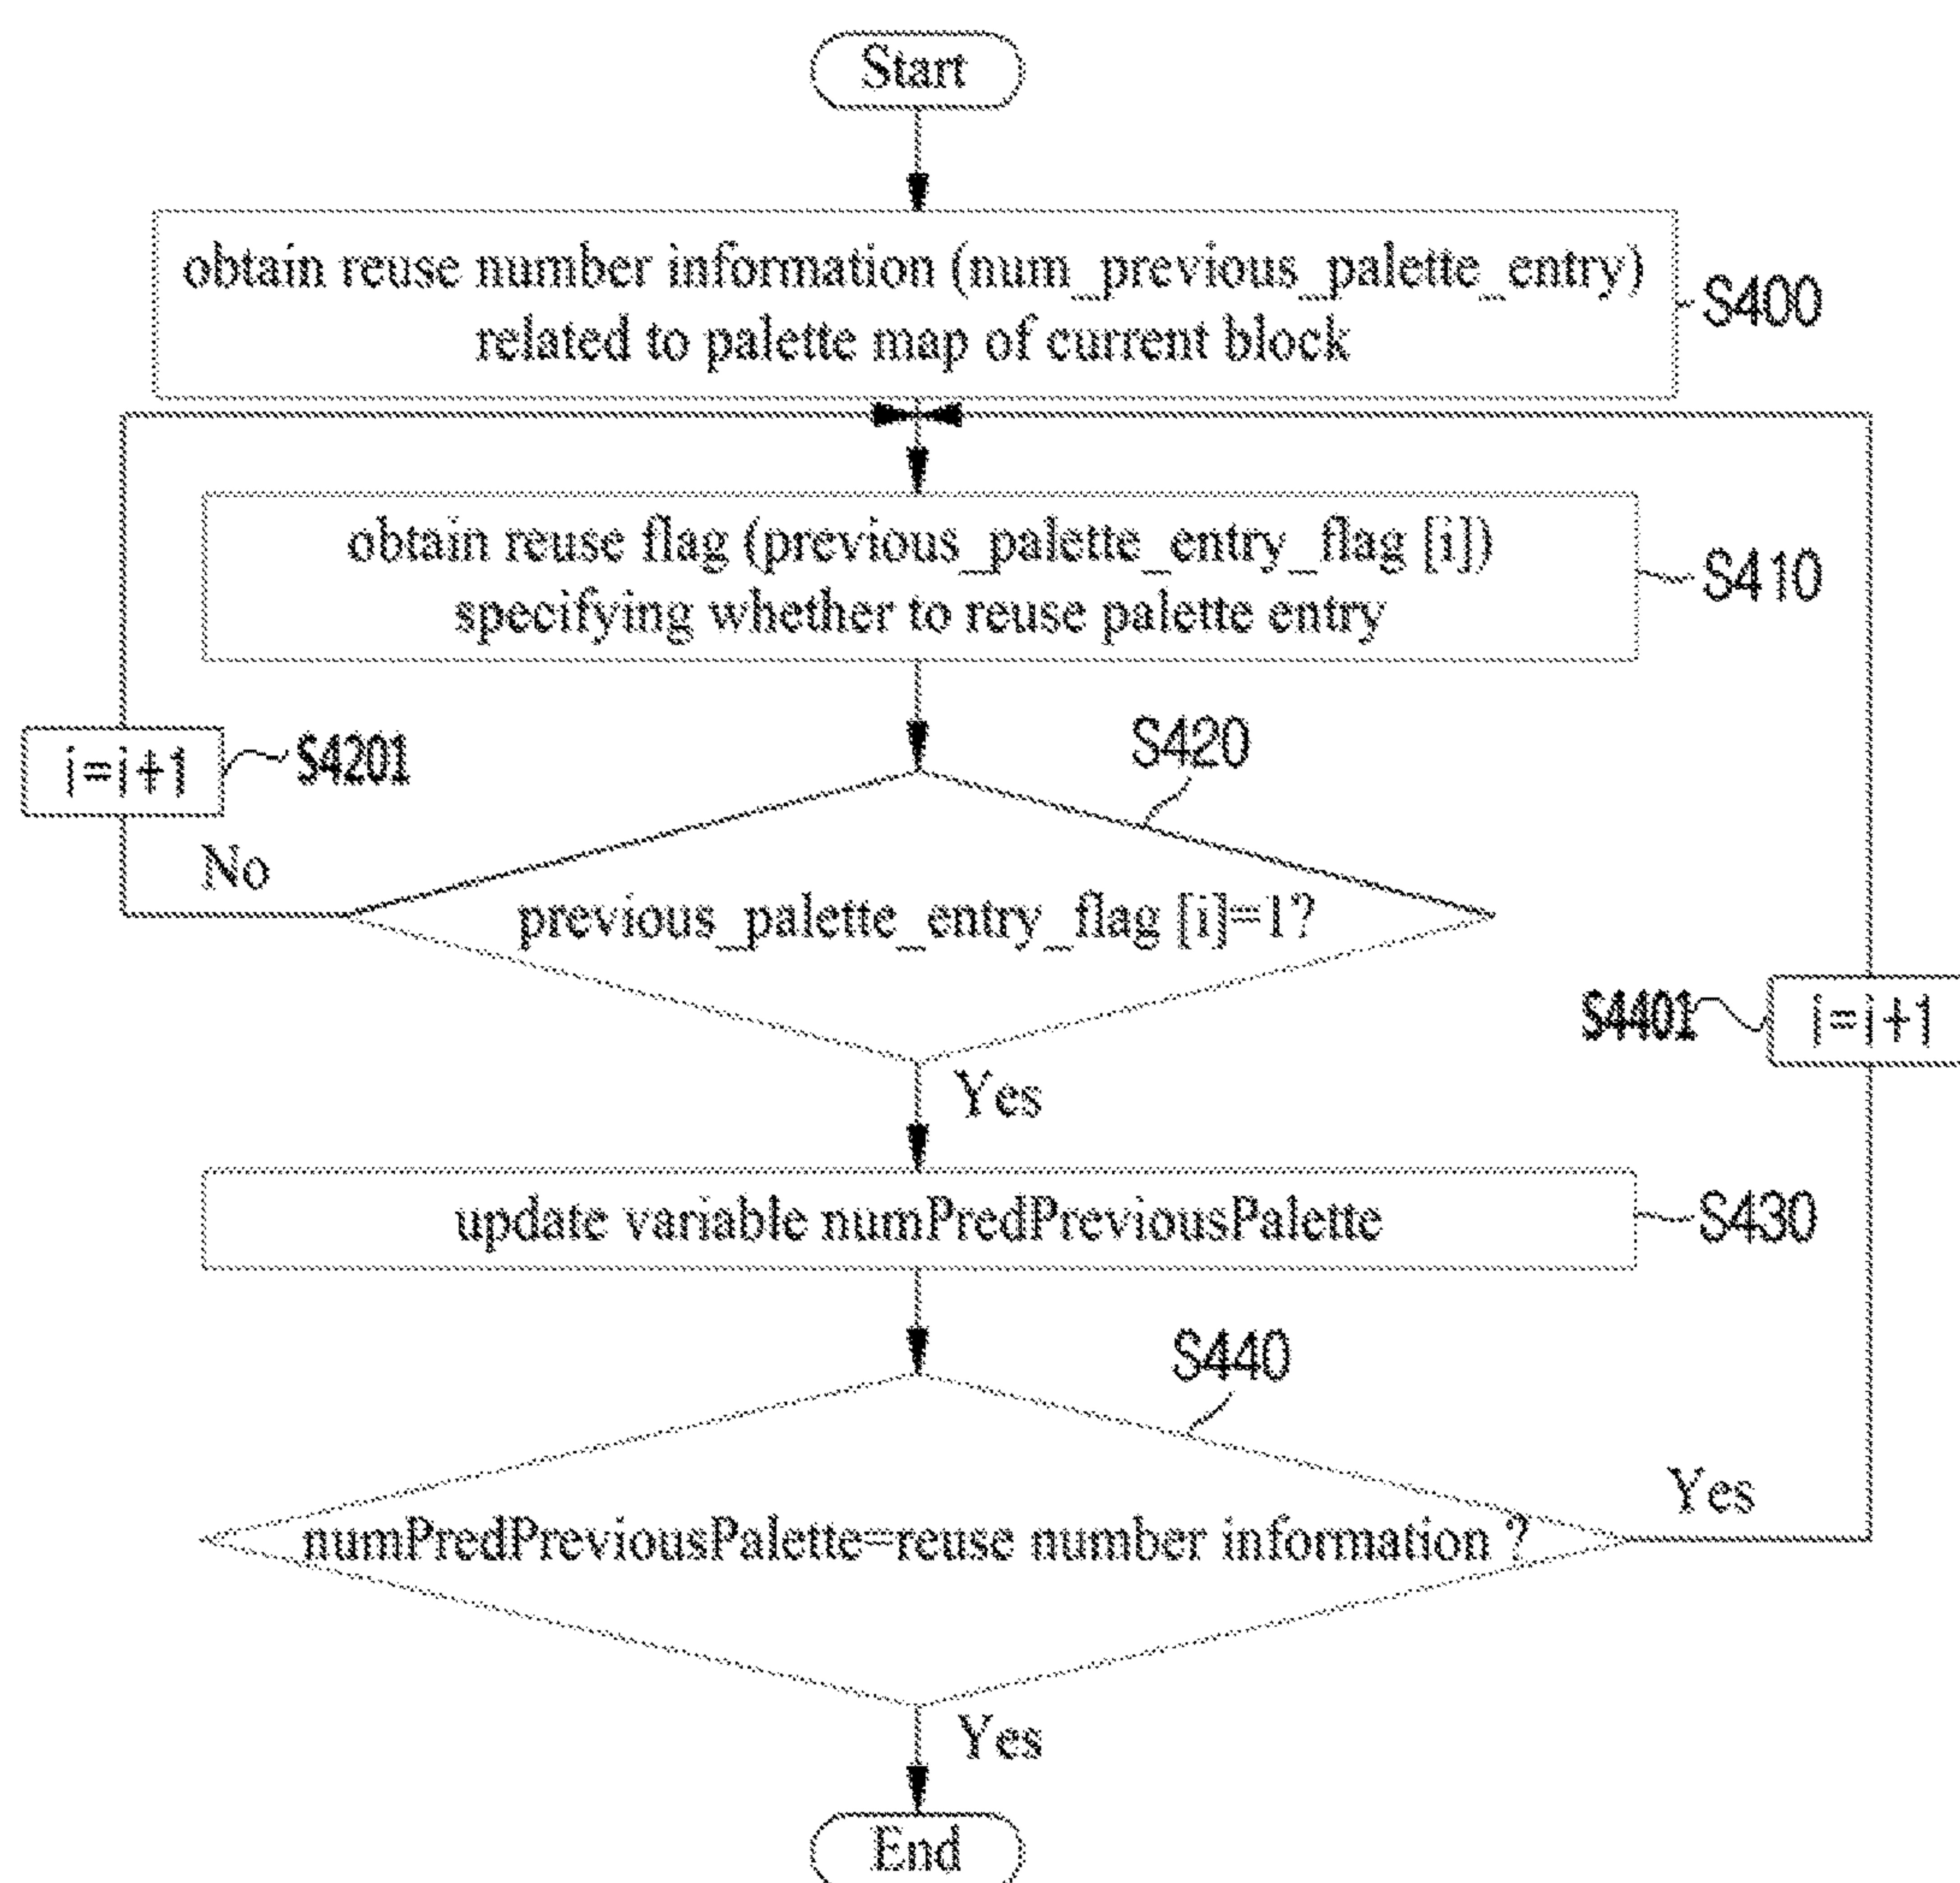 Start
obtain reuse number information (num_previous_palette_entry)
related to palette map of current block
S400
obtain reuse flag (previous_palette_entry_flag [i])
specifying whether to reuse palette entry
S410
S420
i=i+1
S4201
No
previous_palette_entry_flag [i]=1?
S4401
i=i+1
Yes
update variable numPredPreviousPalette
S430
S440
Yes
numPredPreviousPalette=reuse number information ?
Yes
End